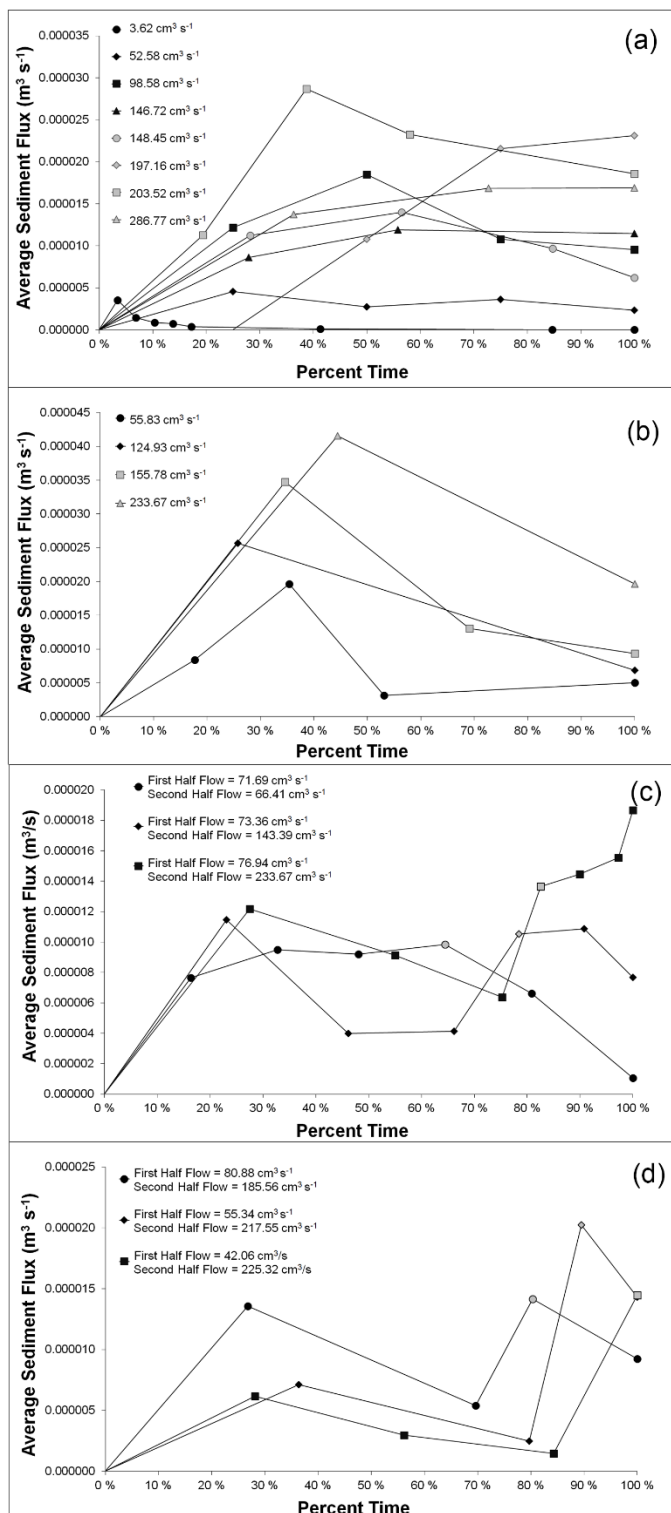 (a)
3.62 cm³ s⁻¹
52.58 cm³ s⁻¹
98.58 cm³ s⁻¹
146.72 cm³ s⁻¹
148.45 cm³ s⁻¹
197.16 cm³ s⁻¹
203.52 cm³ s⁻¹
286.77 cm³ s⁻¹
Average Sediment Flux (m³ s⁻¹)
0.000035
0.000030
0.000025
0.000020
0.000015
0.000010
0.000005
0.000000
0 % 10 % 20 % 30 % 40 % 50 % 60 % 70 % 80 % 90 % 100 %
Percent Time
(b)
55.83 cm³ s⁻¹
124.93 cm³ s⁻¹
155.78 cm³ s⁻¹
233.67 cm³ s⁻¹
Average Sediment Flux (m³ s⁻¹)
0.000045
0.000040
0.000035
0.000030
0.000025
0.000020
0.000015
0.000010
0.000005
0.000000
0 % 10 % 20 % 30 % 40 % 50 % 60 % 70 % 80 % 90 % 100 %
Percent Time
(c)
First Half Flow = 71.69 cm³ s⁻¹
Second Half Flow = 66.41 cm³ s⁻¹
First Half Flow = 73.36 cm³ s⁻¹
Second Half Flow = 143.39 cm³ s⁻¹
First Half Flow = 76.94 cm³ s⁻¹
Second Half Flow = 233.67 cm³ s⁻¹
Average Sediment Flux (m³/s)
0.000020
0.000018
0.000016
0.000014
0.000012
0.000010
0.000008
0.000006
0.000004
0.000002
0.000000
0 % 10 % 20 % 30 % 40 % 50 % 60 % 70 % 80 % 90 % 100 %
Percent Time
(d)
First Half Flow = 80.88 cm³ s⁻¹
Second Half Flow = 185.56 cm³ s⁻¹
First Half Flow = 55.34 cm³ s⁻¹
Second Half Flow = 217.55 cm³ s⁻¹
First Half Flow = 42.06 cm³/s
Second Half Flow = 225.32 cm³/s
Average Sediment Flux (m³ s⁻¹)
0.000025
0.000020
0.000015
0.000010
0.000005
0.000000
0 % 10 % 20 % 30 % 40 % 50 % 60 % 70 % 80 % 90 % 100 %
Percent Time